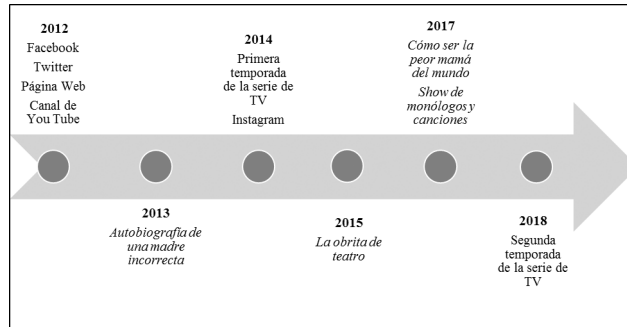 2012
Facebook
Twitter
Página Web
Canal de
You Tube
2013
Autobiografía de
una madre
incorrecta
2014
Primera
temporada
de la serie de
TV
Instagram
2015
La obrita de
teatro
2017
Cómo ser la
peor mamá
del mundo
Show de
monólogos y
canciones
2018
Segunda
temporada
de la serie de
TV